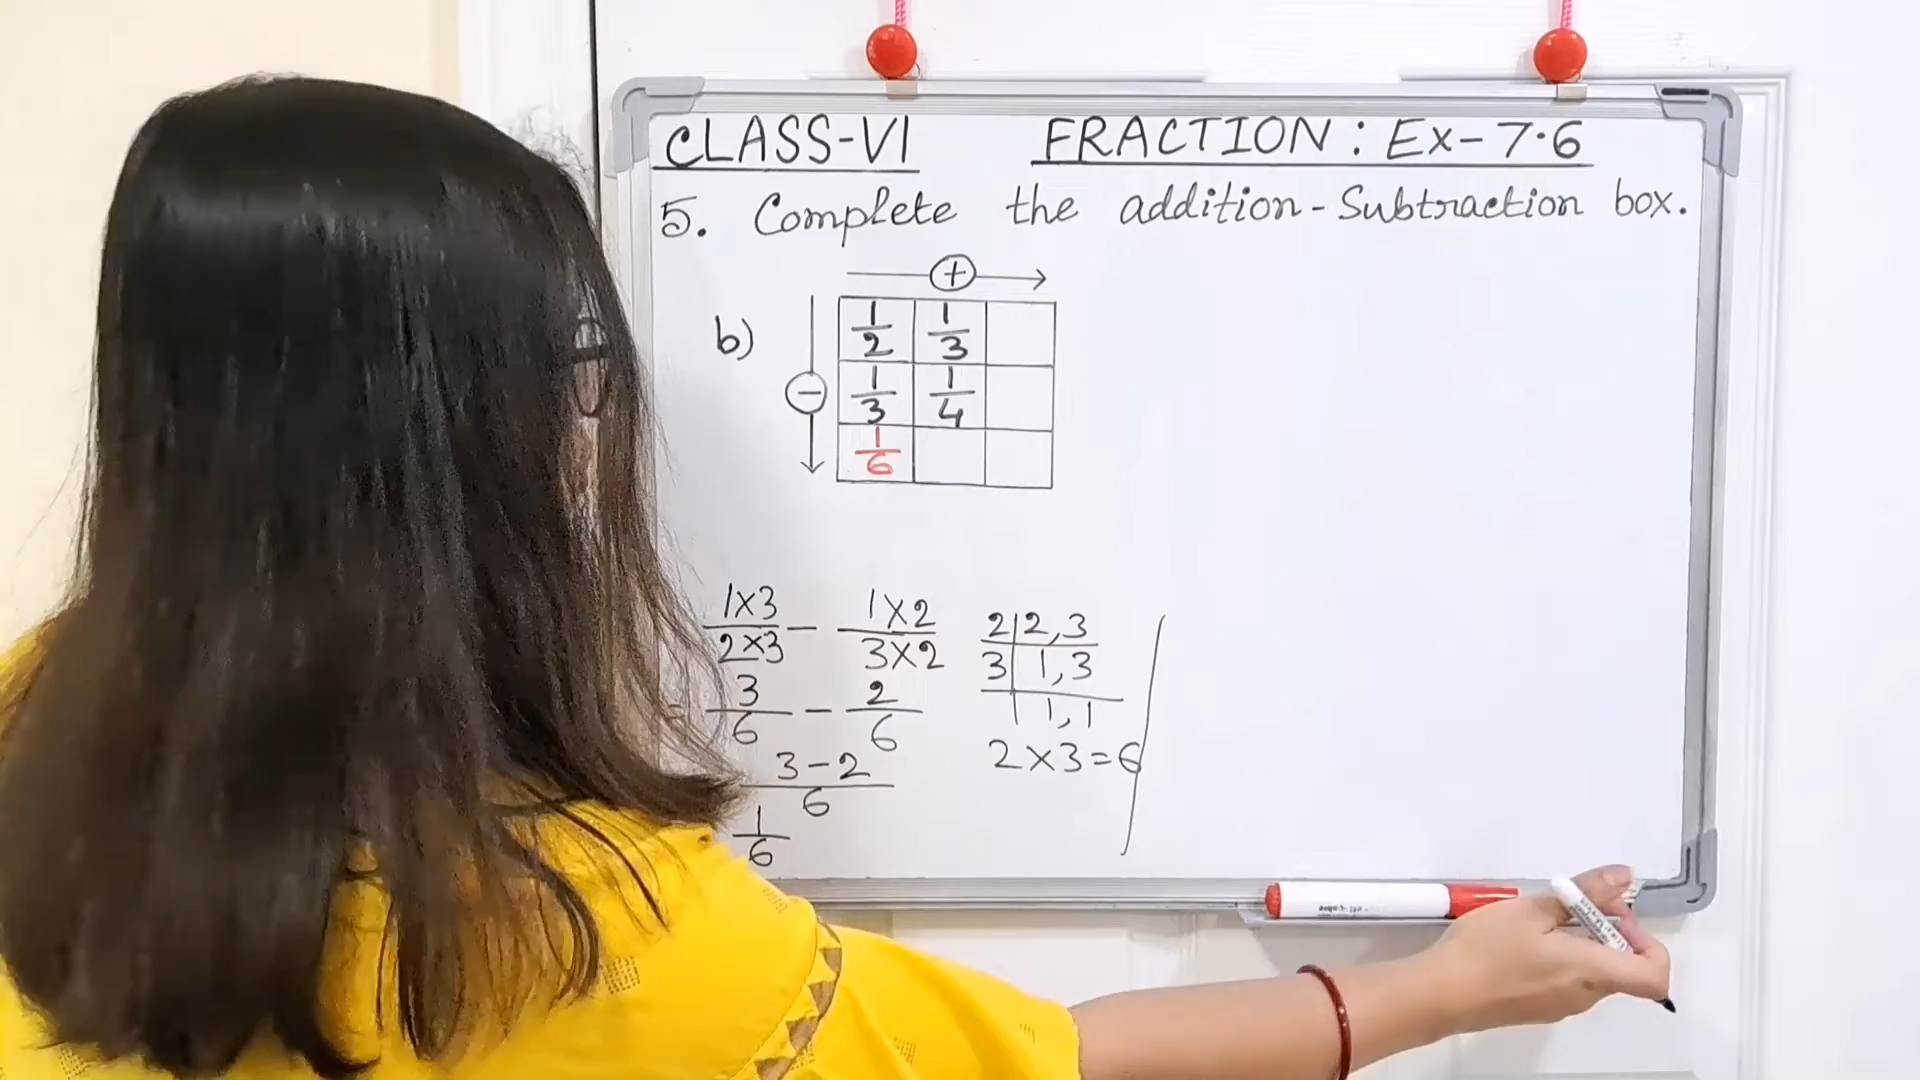 CLASS-VI FRACTION : Ex-7.6
5. Complete the addition-Subtraction box.
+
b)
1/2 1/3
−
1/3 1/4
1/6
1×3/2×3 − 1×2/3×2
= 3/6 − 2/6
3−2/6
1/6
2|2,3
3|1,3
|1,1
2×3=6